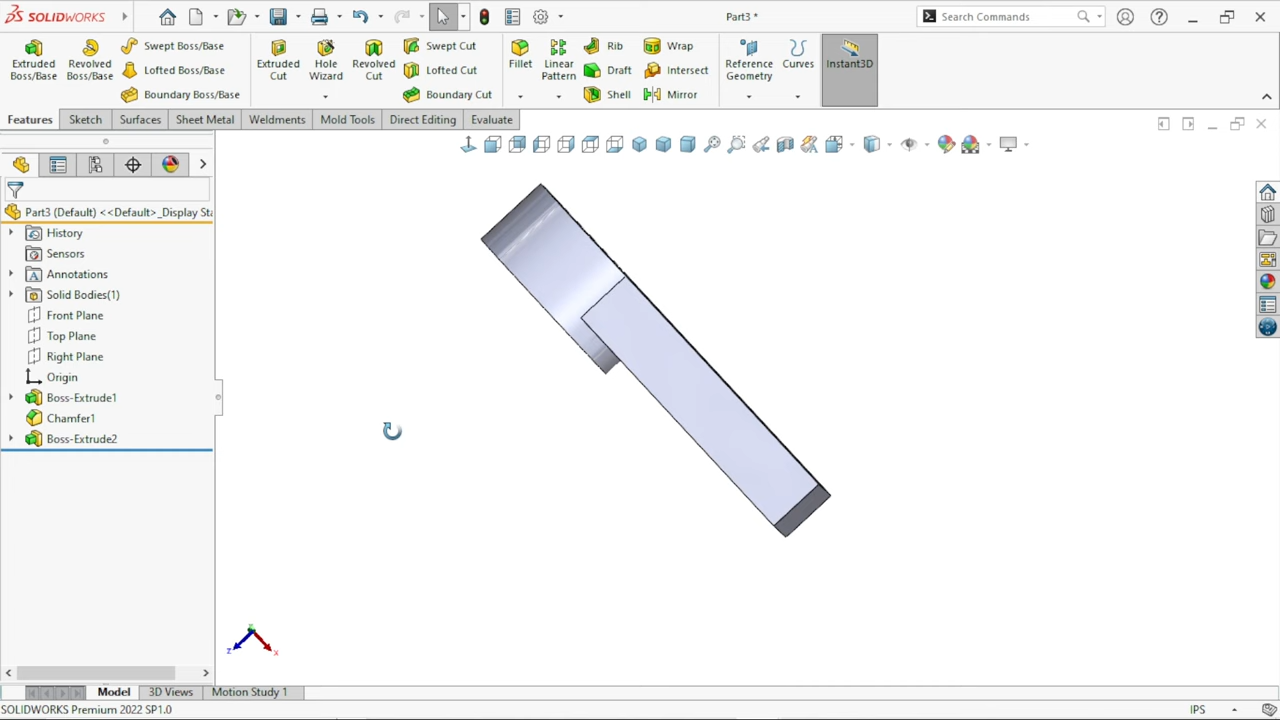 SOLIDWORKS
Part3 *
Search Commands
Extruded Boss/Base
Revolved Boss/Base
Swept Boss/Base
Lofted Boss/Base
Boundary Boss/Base
Extruded Cut
Hole Wizard
Revolved Cut
Swept Cut
Lofted Cut
Boundary Cut
Fillet
Linear Pattern
Rib
Draft
Shell
Wrap
Intersect
Mirror
Reference Geometry
Curves
Instant3D
Features
Sketch
Surfaces
Sheet Metal
Weldments
Mold Tools
Direct Editing
Evaluate
Part3 (Default) <<Default>_Display Sta
History
Sensors
Annotations
Solid Bodies(1)
Front Plane
Top Plane
Right Plane
Origin
Boss-Extrude1
Chamfer1
Boss-Extrude2
z
x
Model
3D Views
Motion Study 1
SOLIDWORKS Premium 2022 SP1.0
IPS